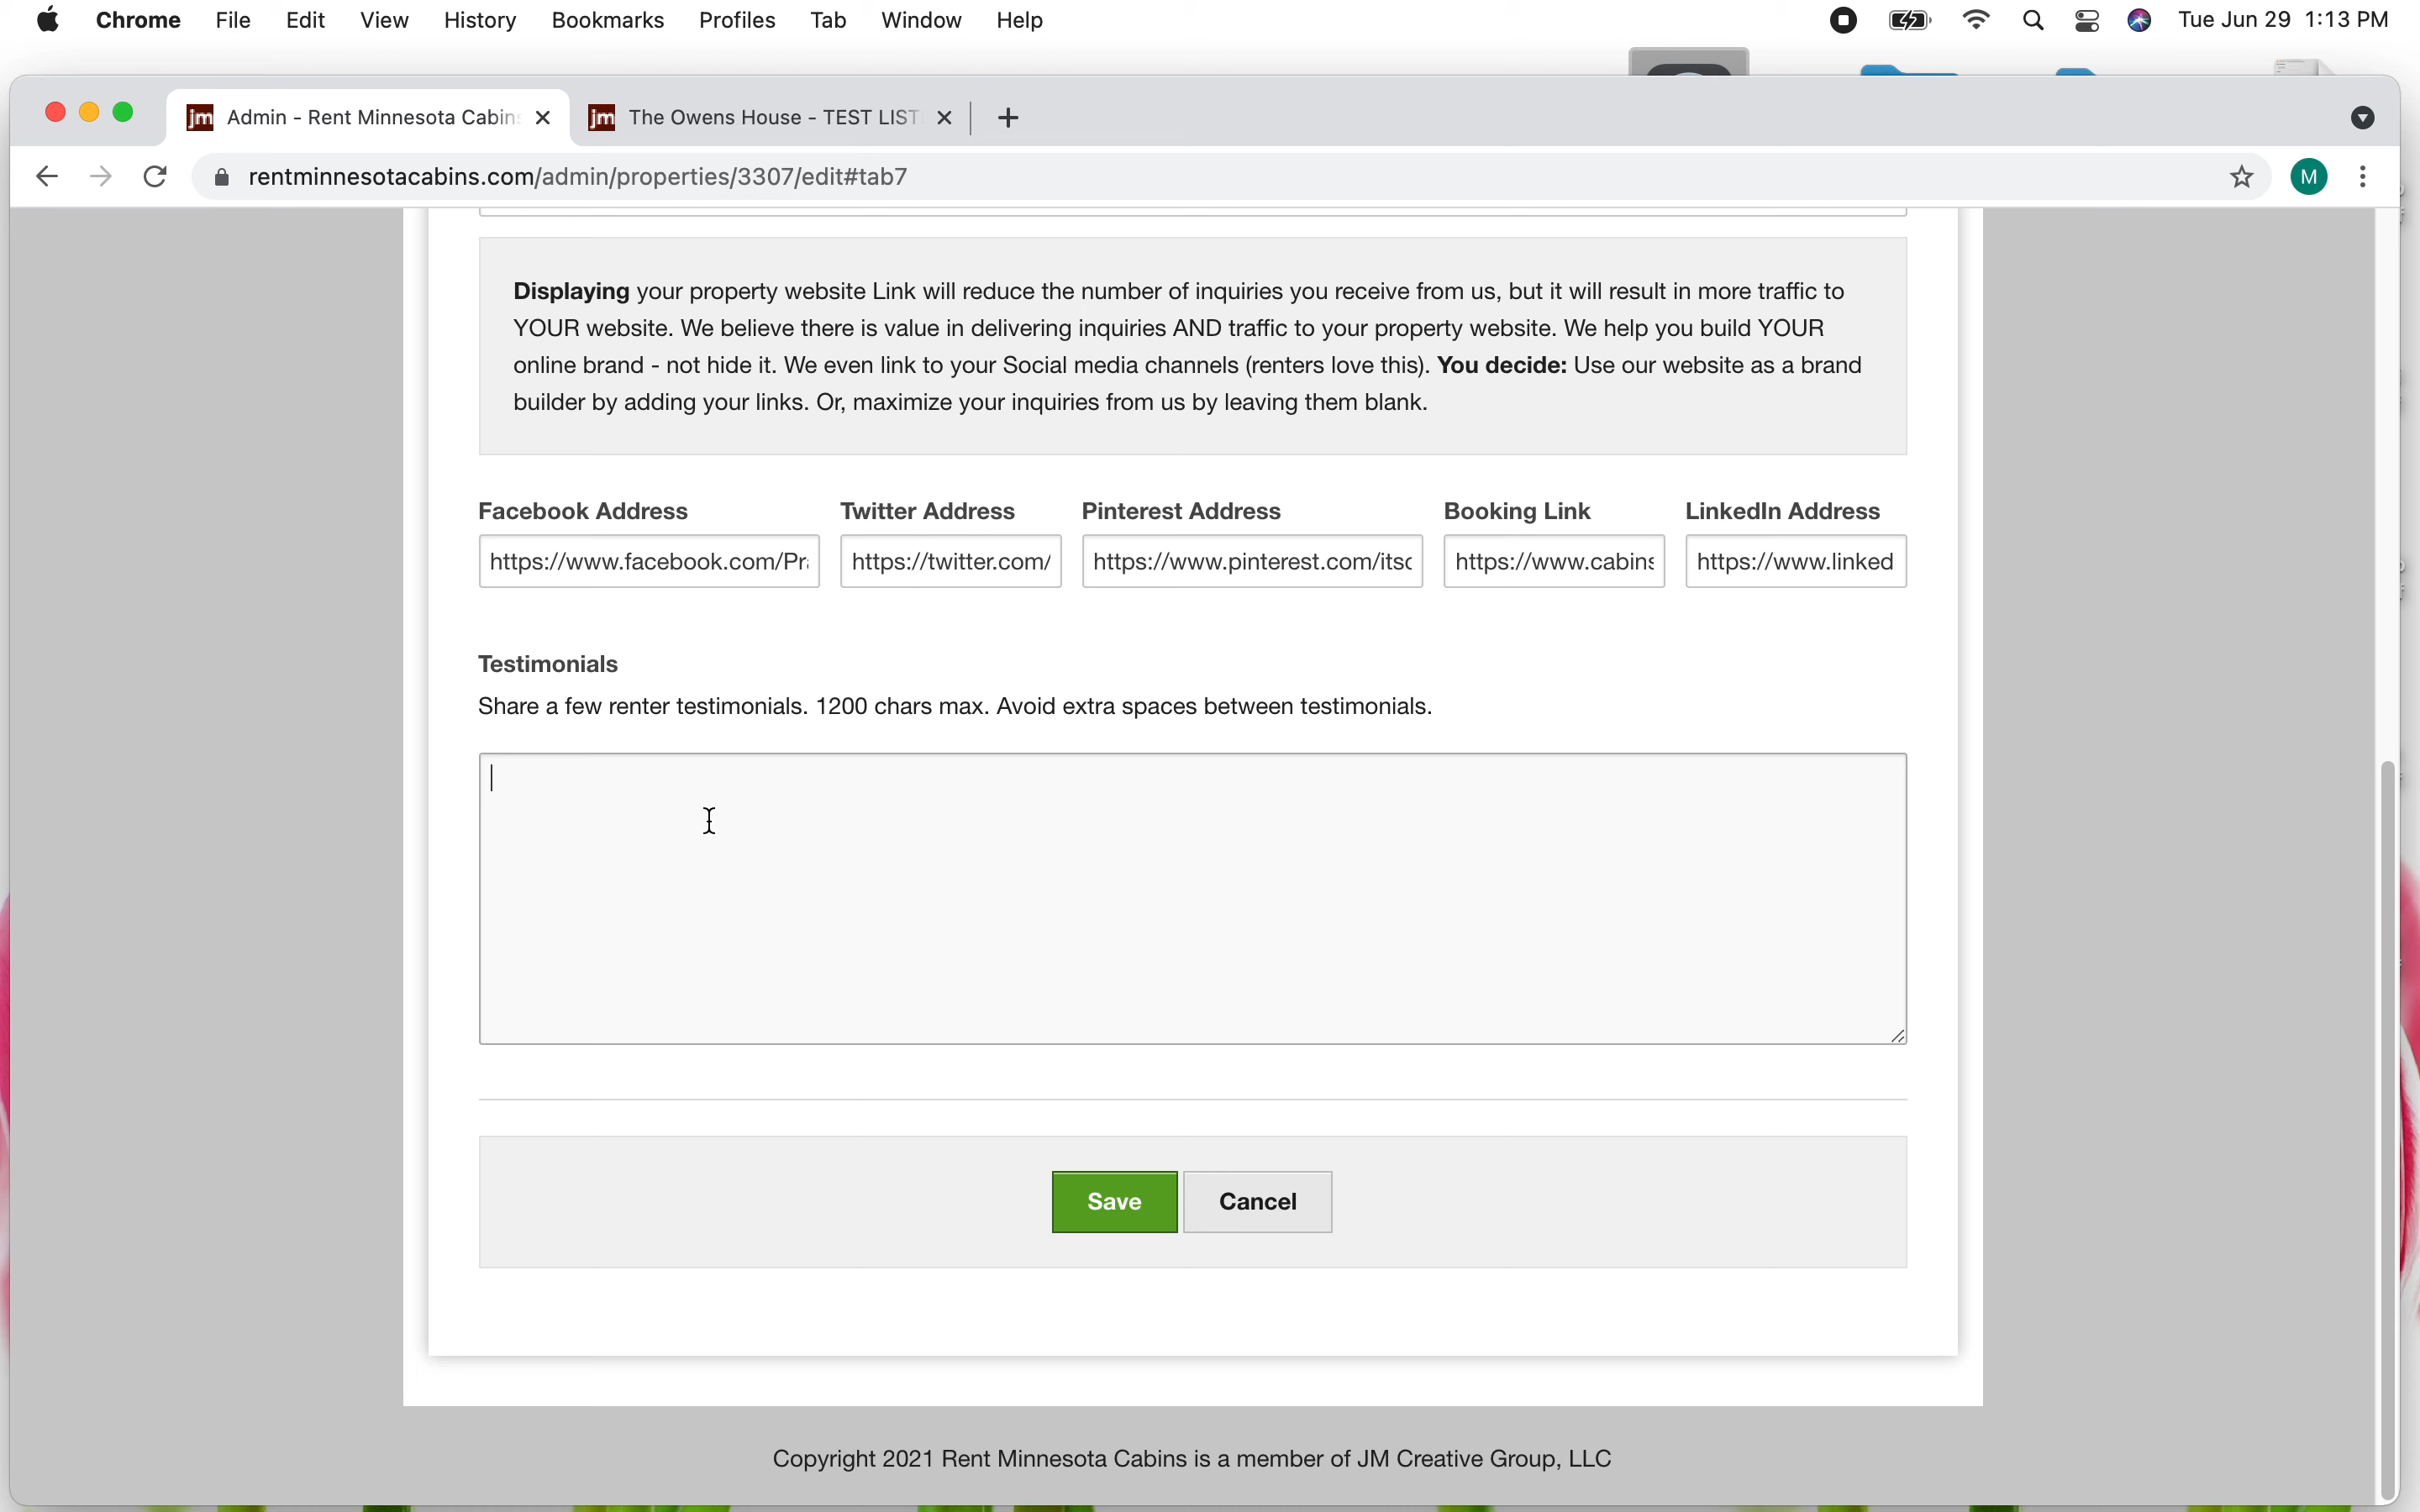 Chrome File Edit View History Bookmarks Profiles Tab Window Help Tue Jun 29 1:13 PM
jm Admin - Rent Minnesota Cabins jm The Owens House - TEST LIST
rentminnesotacabins.com/admin/properties/3307/edit#tab7 M
Displaying your property website Link will reduce the number of inquiries you receive from us, but it will result in more traffic to
YOUR website. We believe there is value in delivering inquiries AND traffic to your property website. We help you build YOUR
online brand - not hide it. We even link to your Social media channels (renters love this). You decide: Use our website as a brand
builder by adding your links. Or, maximize your inquiries from us by leaving them blank.
Facebook Address Twitter Address Pinterest Address Booking Link LinkedIn Address
https://www.facebook.com/Pra https://twitter.com/ https://www.pinterest.com/itsc https://www.cabins https://www.linked
Testimonials
Share a few renter testimonials. 1200 chars max. Avoid extra spaces between testimonials.
Save Cancel
Copyright 2021 Rent Minnesota Cabins is a member of JM Creative Group, LLC